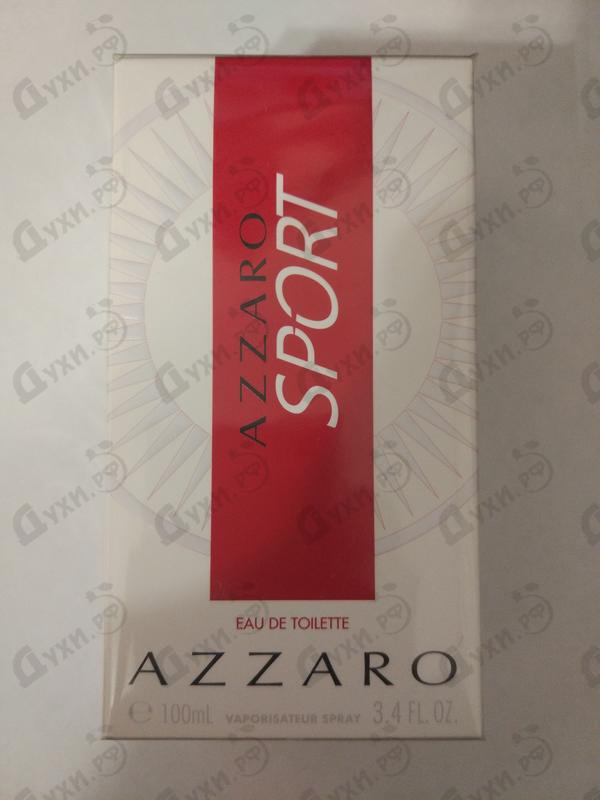 AZZARO
SPORT
EAU DE TOILETTE
AZZARO
℮ 100mL VAPORISATEUR SPRAY 3.4 FL.OZ.
Духи.РФ